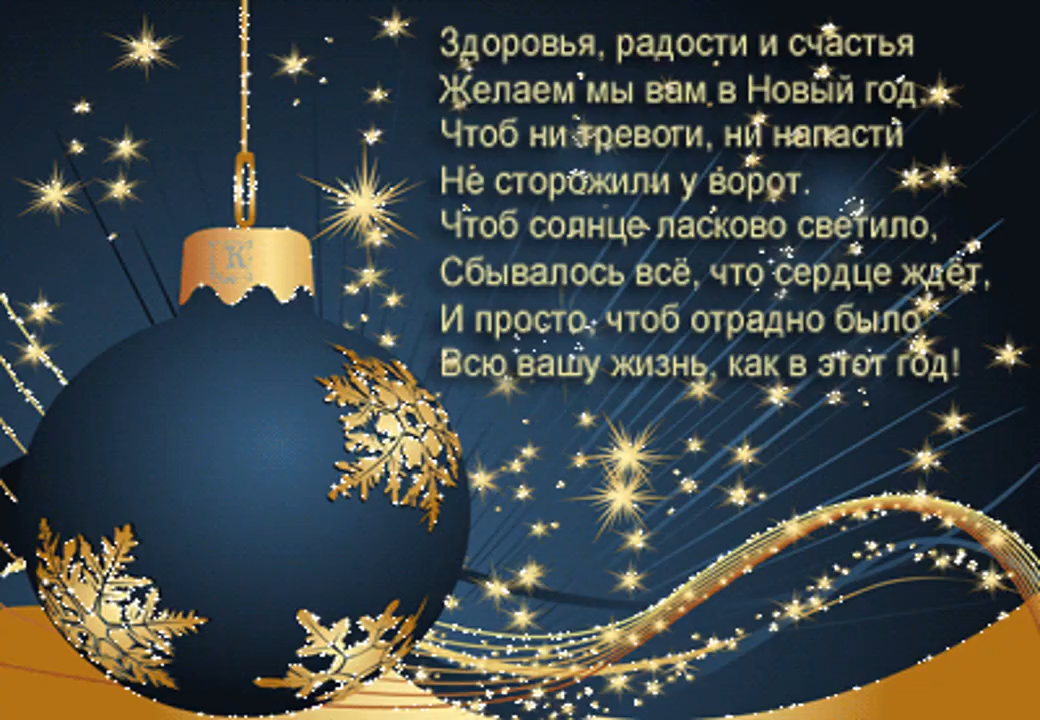 Здоровья, радости и счастья
Желаем мы вам в Новый год,
Чтоб ни тревоги, ни напасти
Не сторожили у ворот.
Чтоб солнце ласково светило,
Сбывалось всё, что сердце ждёт,
И просто, чтоб отрадно было
Всю вашу жизнь, как в этот год!
К